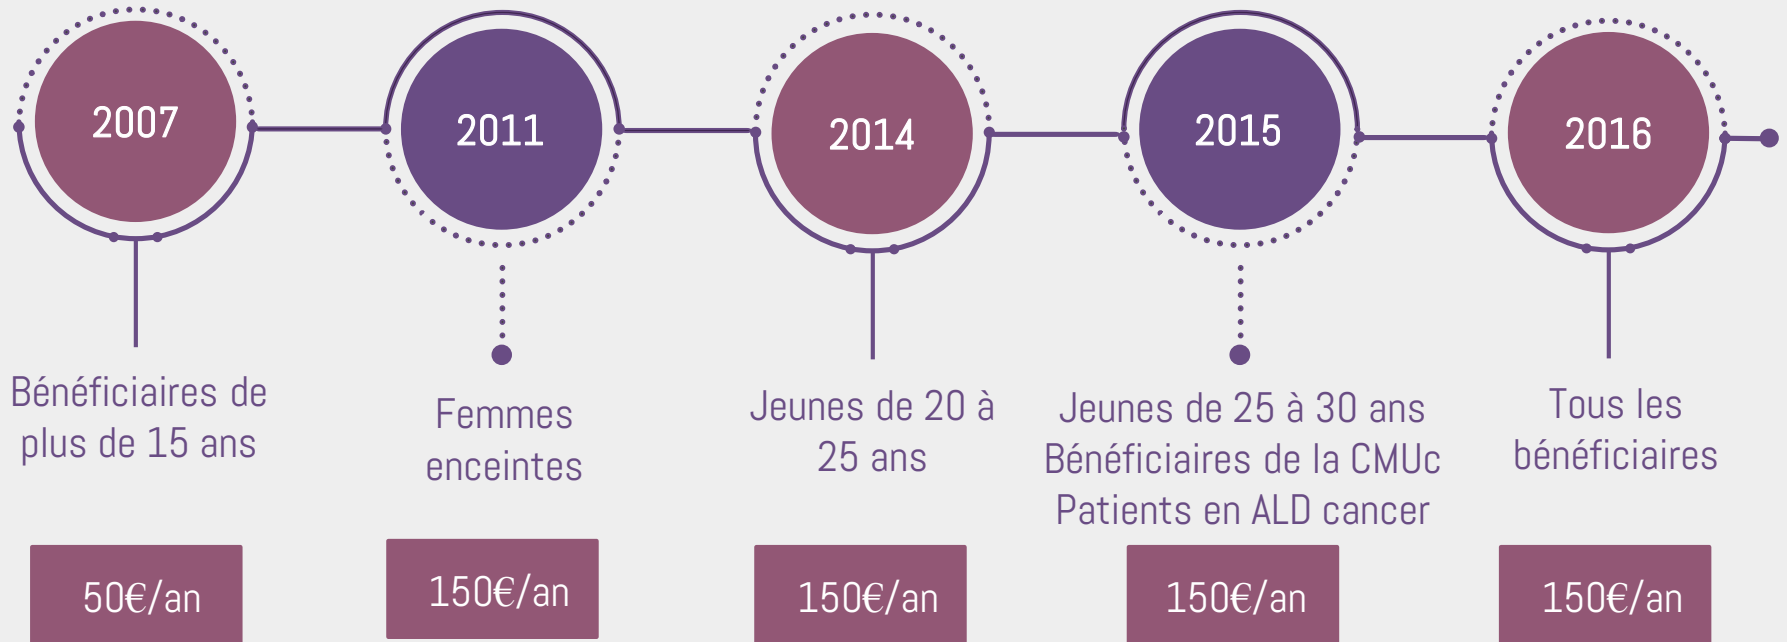 2007
2011
2014
2015
2016
Bénéficiaires de
plus de 15 ans
Femmes
enceintes
Jeunes de 20 à
25 ans
Jeunes de 25 à 30 ans
Bénéficiaires de la CMUc
Patients en ALD cancer
Tous les
bénéficiaires
50€/an
150€/an
150€/an
150€/an
150€/an